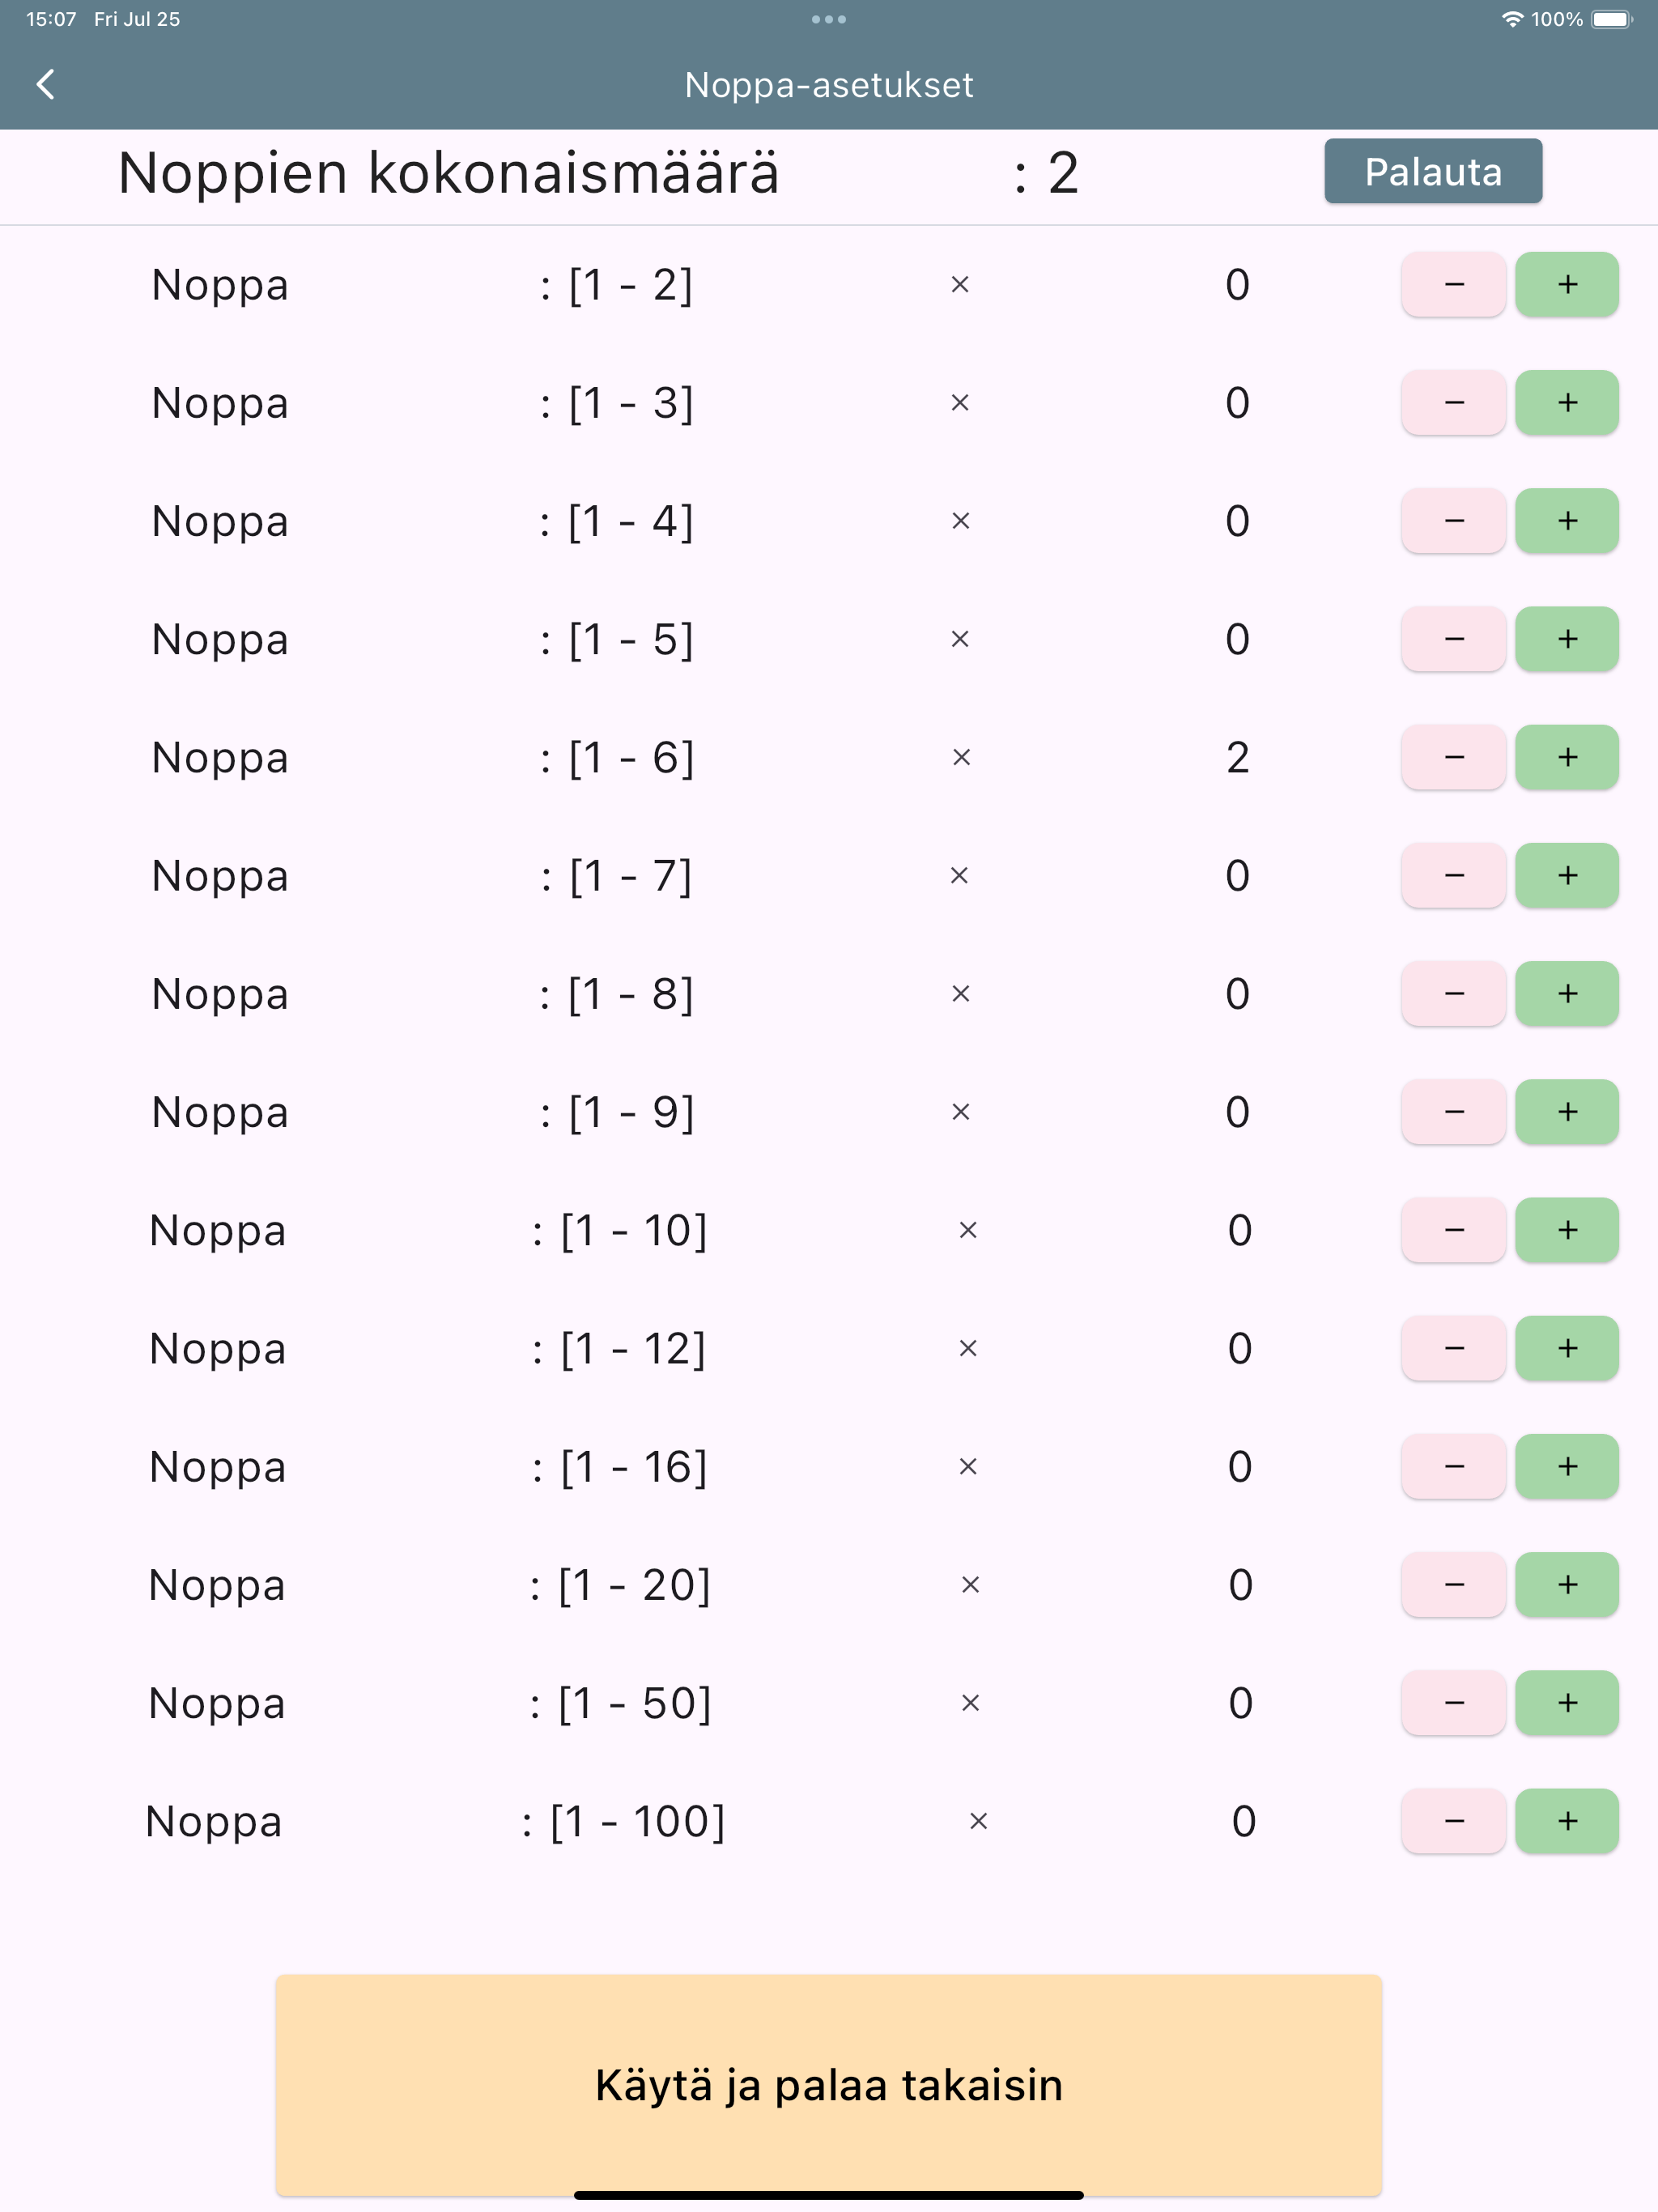 15:07 Fri Jul 25 100%
Noppa-asetukset
Noppien kokonaismäärä : 2 Palauta
Noppa : [1 - 2] × 0 − +
Noppa : [1 - 3] × 0 − +
Noppa : [1 - 4] × 0 − +
Noppa : [1 - 5] × 0 − +
Noppa : [1 - 6] × 2 − +
Noppa : [1 - 7] × 0 − +
Noppa : [1 - 8] × 0 − +
Noppa : [1 - 9] × 0 − +
Noppa : [1 - 10] × 0 − +
Noppa : [1 - 12] × 0 − +
Noppa : [1 - 16] × 0 − +
Noppa : [1 - 20] × 0 − +
Noppa : [1 - 50] × 0 − +
Noppa : [1 - 100] × 0 − +
Käytä ja palaa takaisin